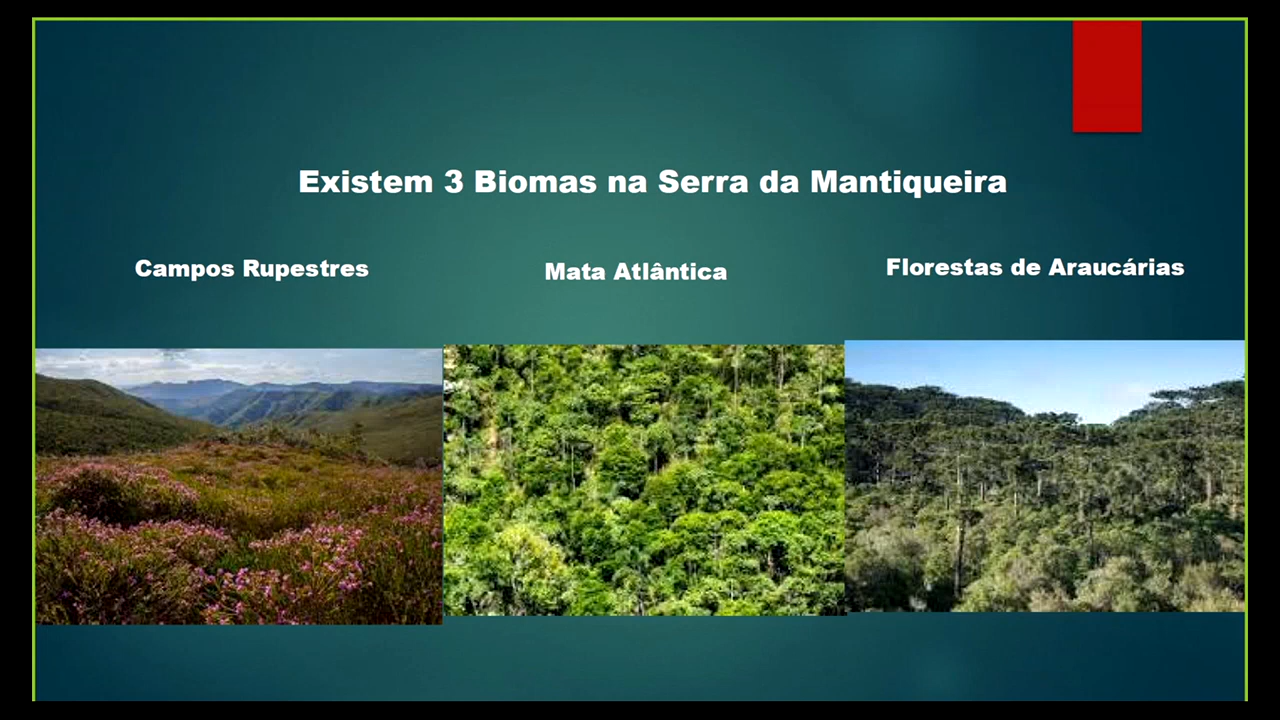 Existem 3 Biomas na Serra da Mantiqueira
Campos Rupestres
Mata Atlântica
Florestas de Araucárias